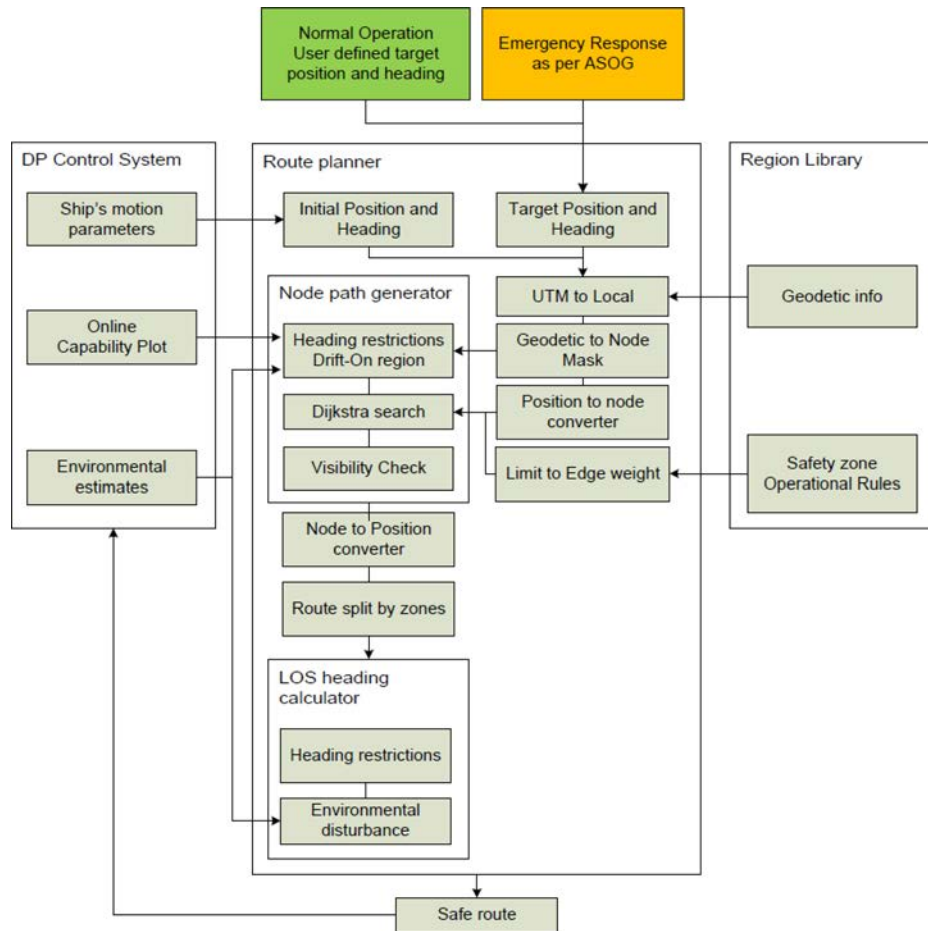 Normal Operation
User defined target
position and heading
Emergency Response
as per ASOG
DP Control System
Ship's motion
parameters
Online
Capability Plot
Environmental
estimates
Route planner
Initial Position and
Heading
Target Position and
Heading
UTM to Local
Geodetic to Node
Mask
Position to node
converter
Limit to Edge weight
Node path generator
Heading restrictions
Drift-On region
Dijkstra search
Visibility Check
Node to Position
converter
Route split by zones
LOS heading
calculator
Heading restrictions
Environmental
disturbance
Region Library
Geodetic info
Safety zone
Operational Rules
Safe route